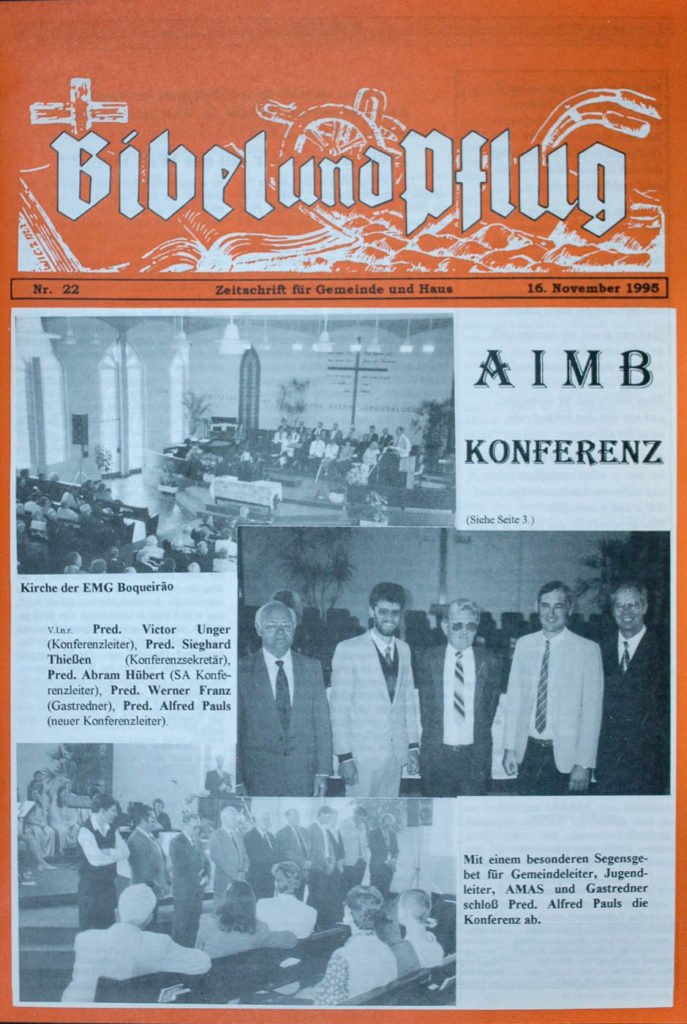 Bibel und Pflug
Nr. 22 Zeitschrift für Gemeinde und Haus 16. November 1995
AIMB
KONFERENZ
(Siehe Seite 3.)
Kirche der EMG Boqueirão
V.l.n.r. Pred. Victor Unger
(Konferenzleiter), Pred. Sieghard
Thießen (Konferenzsekretär),
Pred. Abram Hübert (SA Konfe-
renzleiter), Pred. Werner Franz
(Gastredner), Pred. Alfred Pauls
(neuer Konferenzleiter).
Mit einem besonderen Segensge-
bet für Gemeindeleiter, Jugend-
leiter, AMAS und Gastredner
schloß Pred. Alfred Pauls die
Konferenz ab.